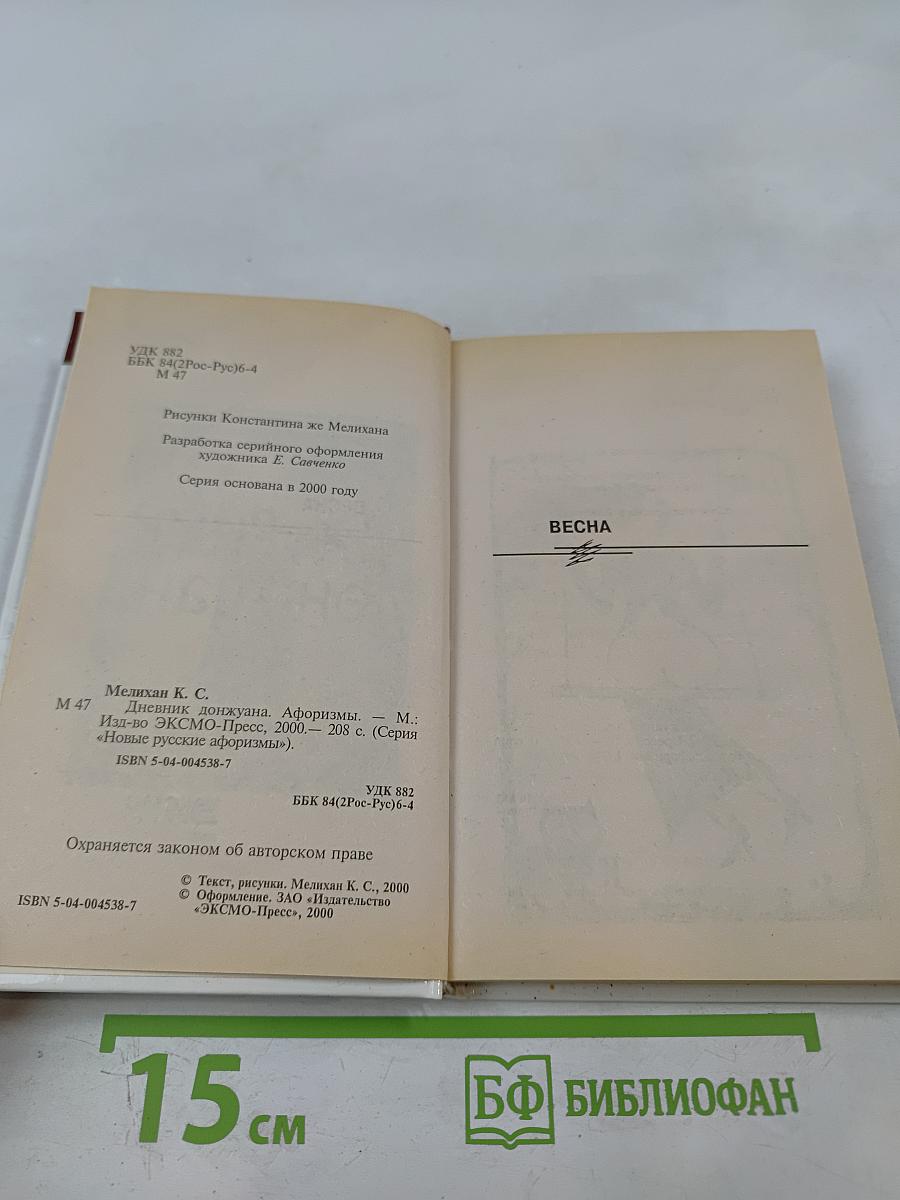 УДК 882
ББК 84(2Рос-Рус)6-4
М 47
Рисунки Константина же Мелихана
Разработка серийного оформления
художника Е. Савченко
Серия основана в 2000 году
Мелихан К. С.
М 47 Дневник донжуана. Афоризмы. — М.:
Изд-во ЭКСМО-Пресс, 2000.— 208 с. (Серия
«Новые русские афоризмы»).
ISBN 5-04-004538-7
УДК 882
ББК 84(2Рос-Рус)6-4
Охраняется законом об авторском праве
© Текст, рисунки. Мелихан К. С., 2000
© Оформление. ЗАО «Издательство
«ЭКСМО-Пресс», 2000
ISBN 5-04-004538-7
ВЕСНА
15 см
БФ БИБЛИОФАН